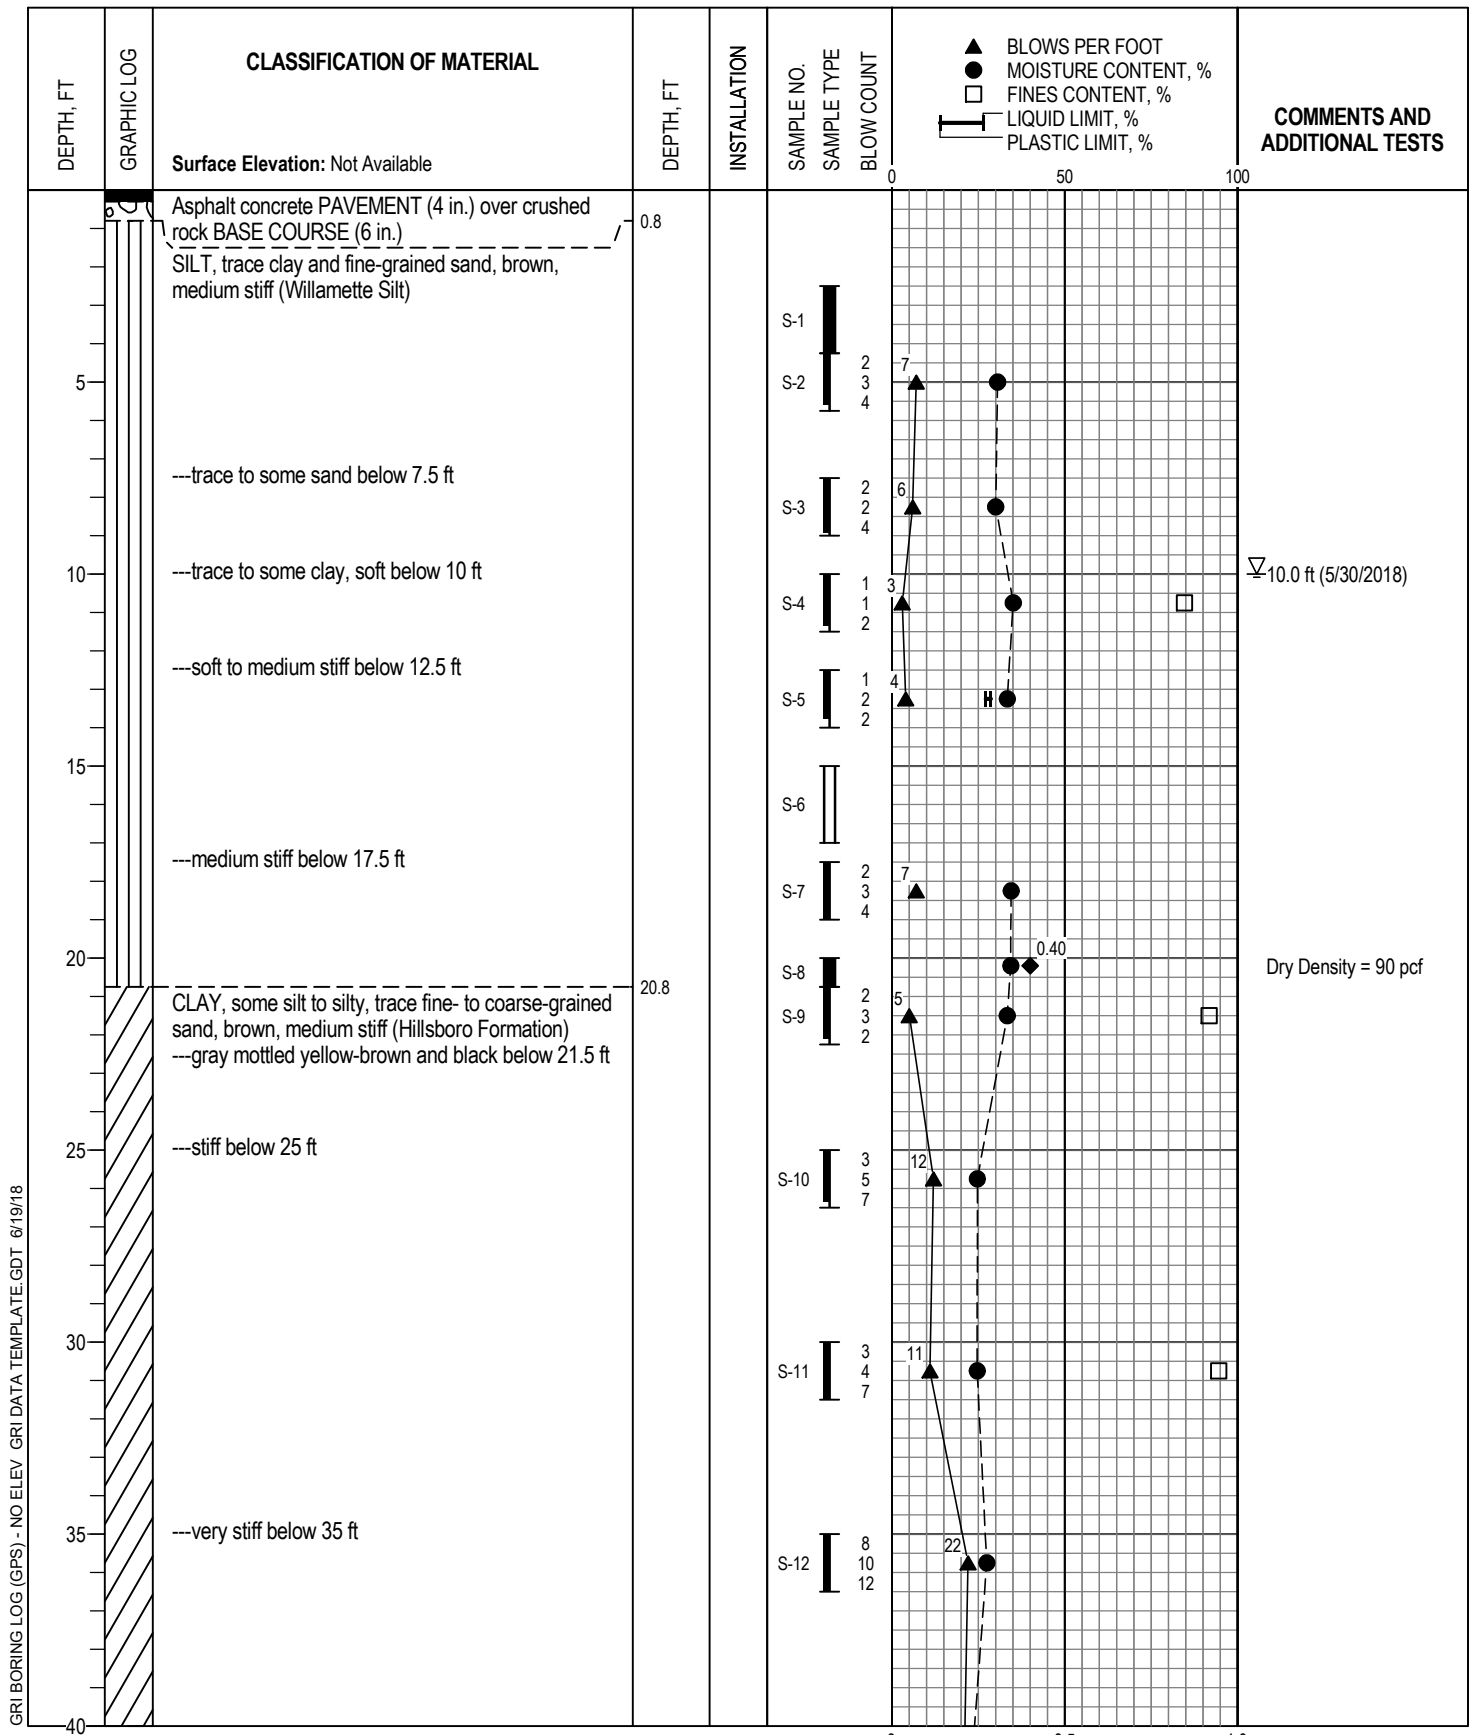 DEPTH, FT
GRAPHIC LOG
CLASSIFICATION OF MATERIAL
Surface Elevation: Not Available
DEPTH, FT
INSTALLATION
SAMPLE NO.
SAMPLE TYPE
BLOW COUNT
BLOWS PER FOOT
MOISTURE CONTENT, %
FINES CONTENT, %
LIQUID LIMIT, %
PLASTIC LIMIT, %
0 50 100
COMMENTS AND
ADDITIONAL TESTS
Asphalt concrete PAVEMENT (4 in.) over crushed
rock BASE COURSE (6 in.)
0.8
SILT, trace clay and fine-grained sand, brown,
medium stiff (Willamette Silt)
S-1
5
S-2
2
3
4
7
---trace to some sand below 7.5 ft
S-3
2
2
4
6
10
---trace to some clay, soft below 10 ft
S-4
1
1
2
3
10.0 ft (5/30/2018)
---soft to medium stiff below 12.5 ft
S-5
1
2
2
4
15
S-6
---medium stiff below 17.5 ft
S-7
2
3
4
7
20
S-8
0.40
Dry Density = 90 pcf
20.8
CLAY, some silt to silty, trace fine- to coarse-grained
sand, brown, medium stiff (Hillsboro Formation)
---gray mottled yellow-brown and black below 21.5 ft
S-9
2
3
2
5
25
---stiff below 25 ft
S-10
3
5
7
12
30
S-11
3
4
7
11
35
---very stiff below 35 ft
S-12
8
10
12
22
40
GRI BORING LOG (GPS) - NO ELEV GRI DATA TEMPLATE.GDT 6/19/18